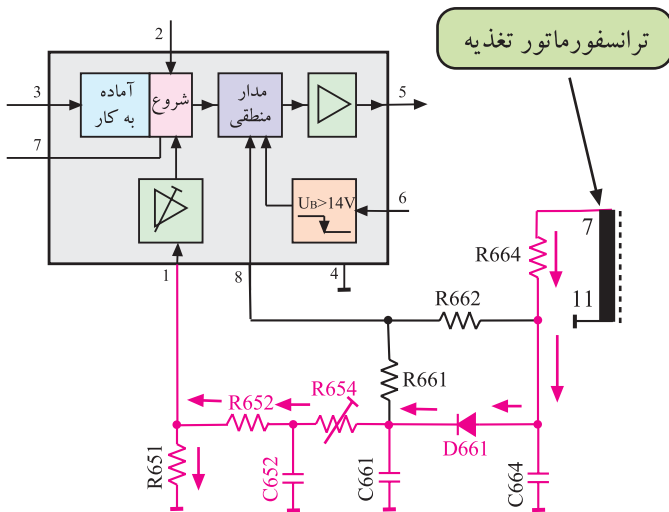 ترانسفورماتور تغذیه
2
3
آماده
به کار
شروع
مدار
منطقی
5
7
UB>14V
6
1
8
4
7
R664
11
R662
R661
R654
R652
D661
R651
C652
C661
C664